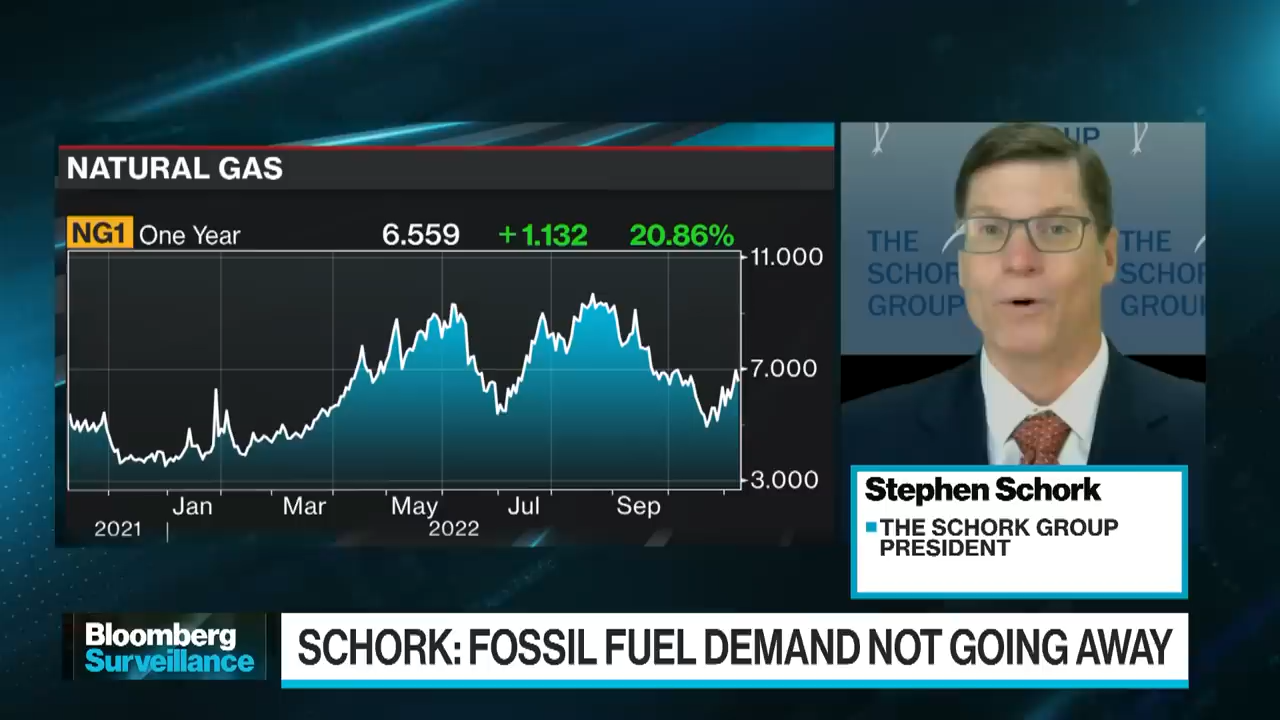 NATURAL GAS
NG1 One Year 6.559 +1.132 20.86%
11.000
7.000
3.000
Jan Mar May Jul Sep
2021 2022
UP
THE
SCHOR
GROUP
THE
SCHOR
GROU
Stephen Schork
THE SCHORK GROUP
PRESIDENT
Bloomberg
Surveillance
SCHORK: FOSSIL FUEL DEMAND NOT GOING AWAY